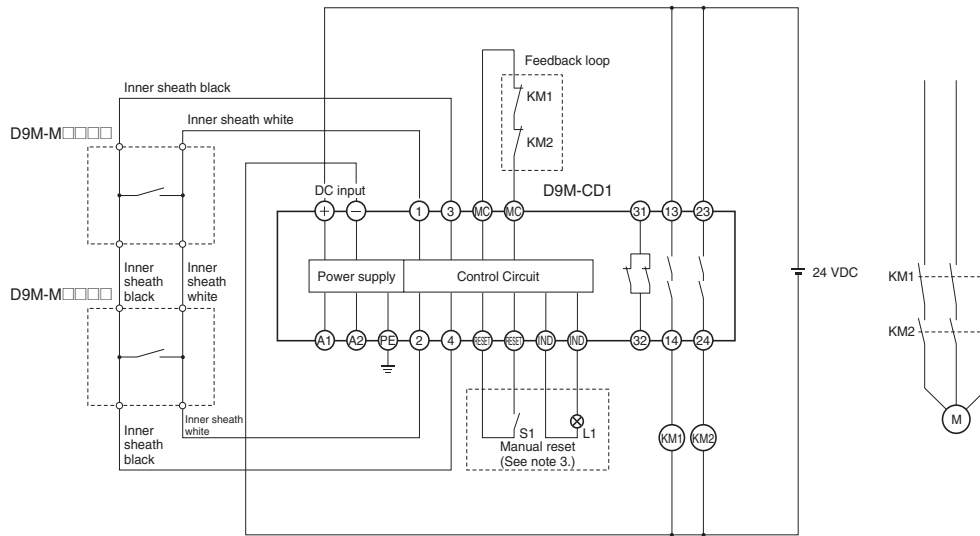 Inner sheath black
Feedback loop
KM1
D9M-M□□□□
Inner sheath white
KM2
DC input
D9M-CD1
+
−
1
3
MC
MC
31
13
23
Inner
sheath
black
Inner
sheath
white
Power supply
Control Circuit
24 VDC
KM1
D9M-M□□□□
KM2
A1
A2
PE
2
4
RESET
RESET
IND
IND
32
14
24
Inner sheath
white
Inner
sheath
black
S1
L1
Manual reset
(See note 3.)
KM1
KM2
M